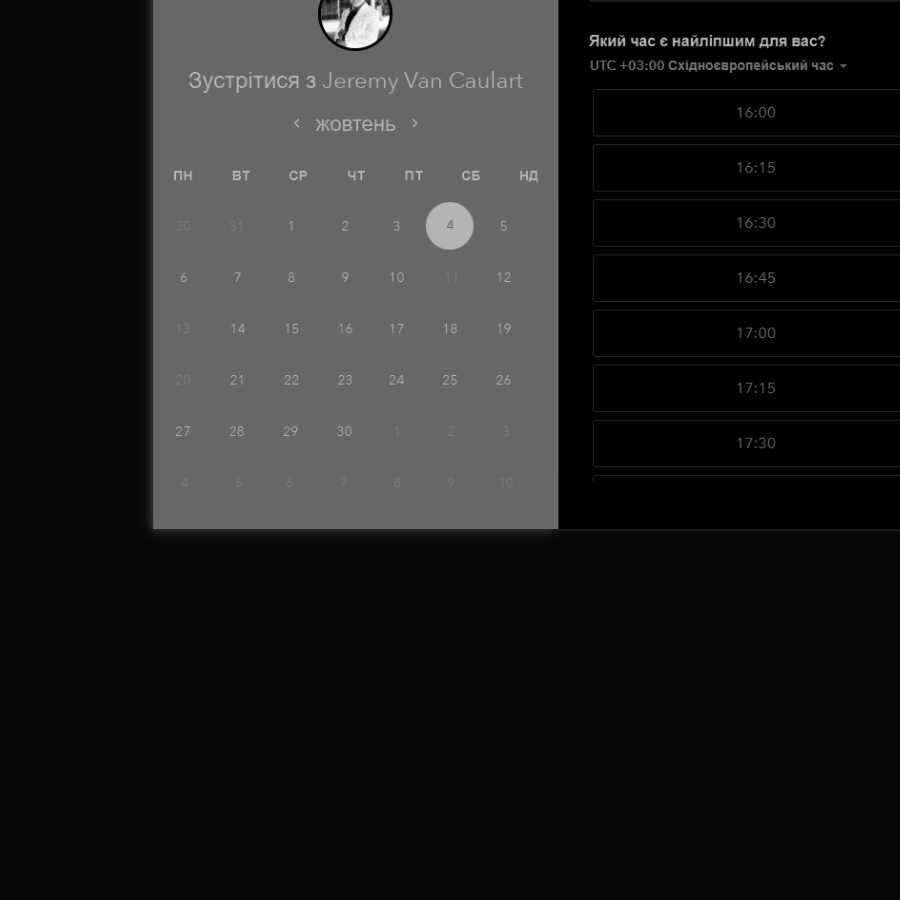 Зустрітися з Jeremy Van Caulart
жовтень
ПН ВТ СР ЧТ ПТ СБ НД
30 31 1 2 3 4 5
6 7 8 9 10 11 12
13 14 15 16 17 18 19
20 21 22 23 24 25 26
27 28 29 30 1 2 3
4 5 6 7 8 9 10
Який час є найліпшим для вас?
UTC +03:00 Східноєвропейський час
16:00
16:15
16:30
16:45
17:00
17:15
17:30